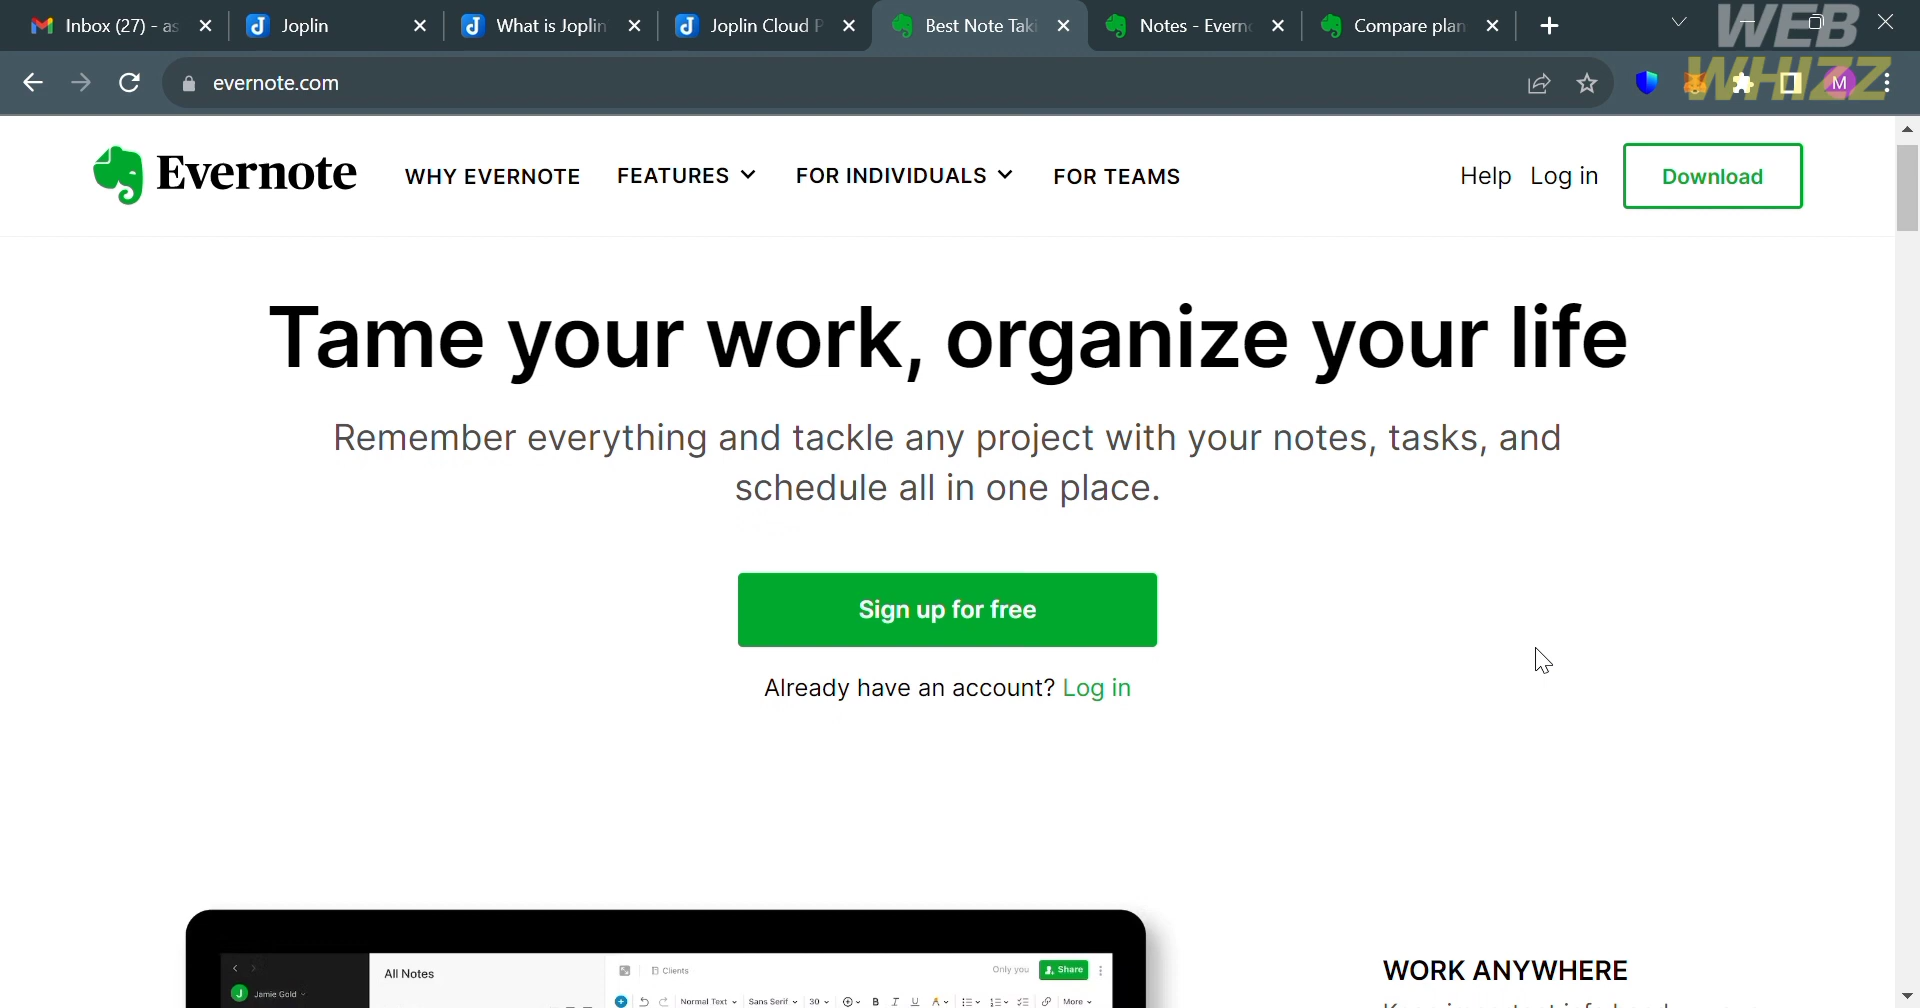 Inbox (27) - as
Joplin
What is Joplin
Joplin Cloud P
Best Note Taki
Notes - Everno
Compare plan
WEB
WHIZZ
evernote.com
M
Evernote
WHY EVERNOTE
FEATURES
FOR INDIVIDUALS
FOR TEAMS
Help
Log in
Download
Tame your work, organize your life
Remember everything and tackle any project with your notes, tasks, and
schedule all in one place.
Sign up for free
Already have an account? Log in
All Notes
Clients
Only you
Share
J
Jamie Gold
Normal Text
Sans Serif
30
B
I
U
A
More
WORK ANYWHERE